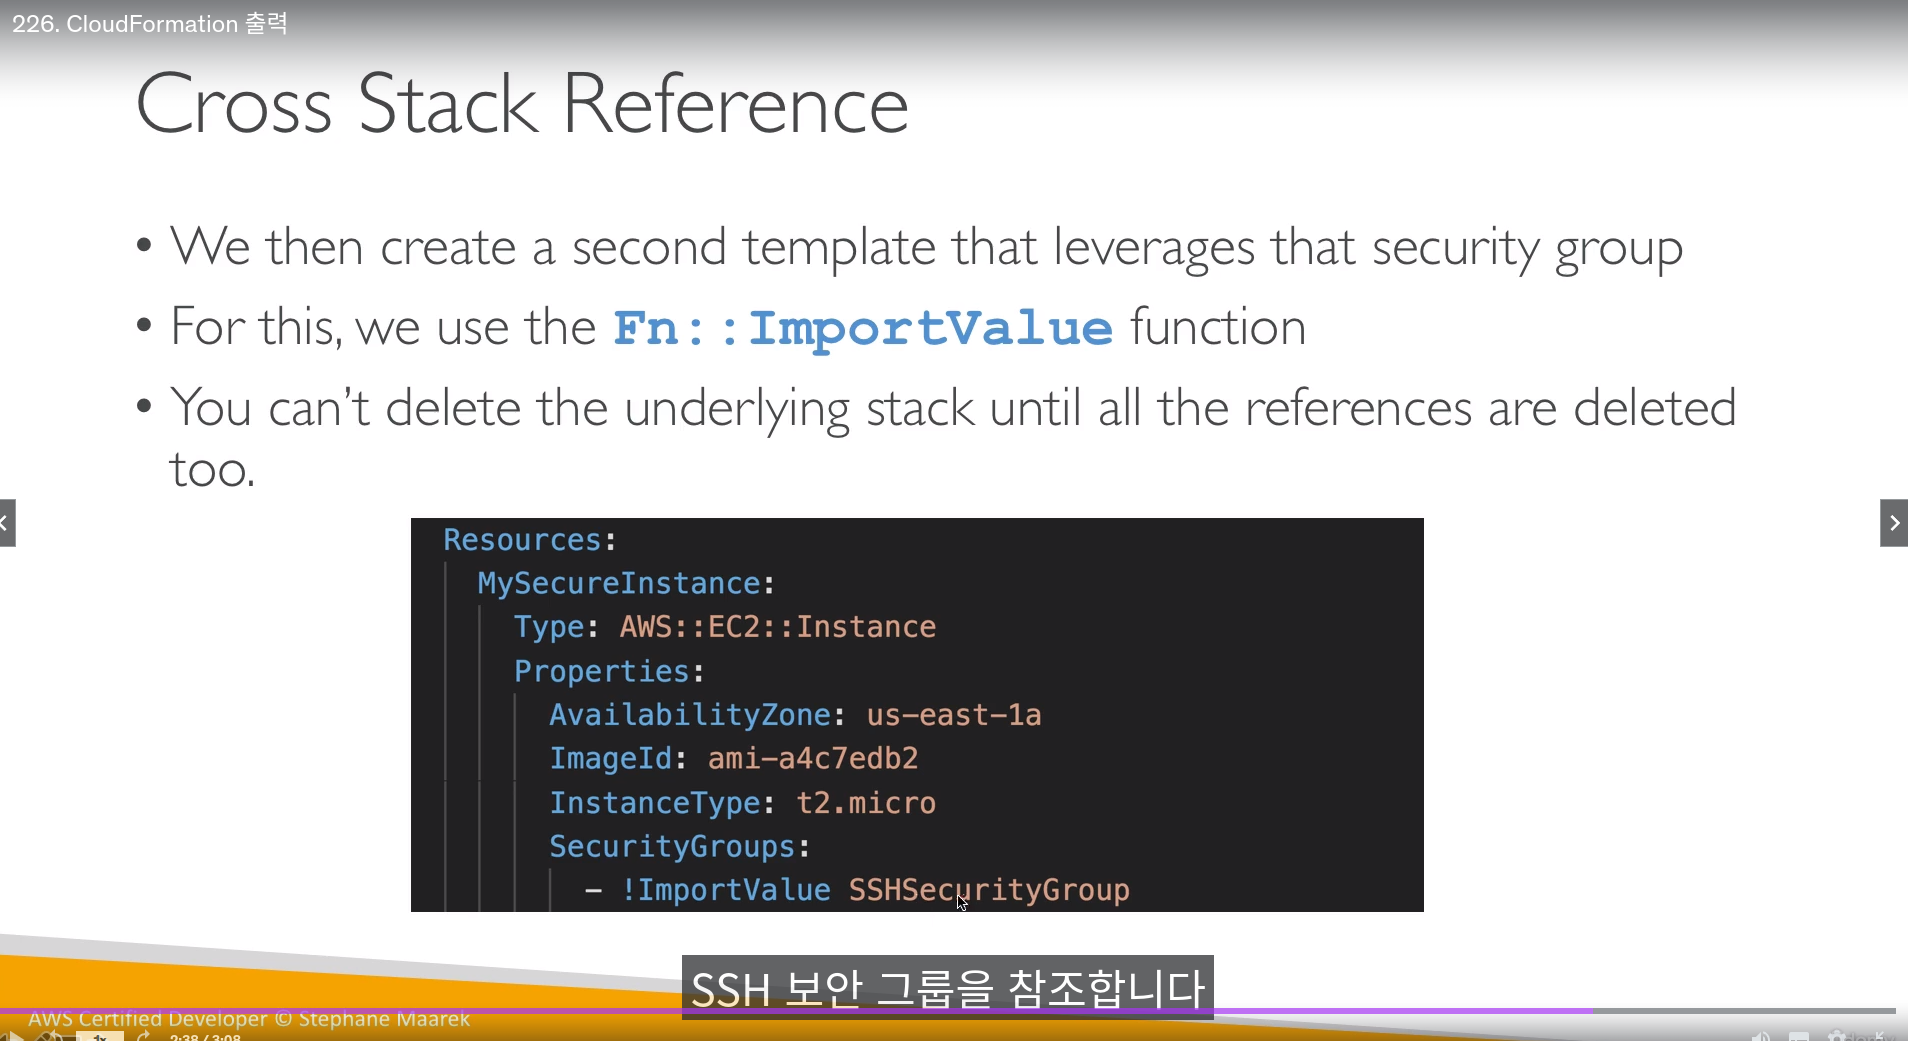 226. CloudFormation 출력
Cross Stack Reference
• We then create a second template that leverages that security group
• For this, we use the Fn::ImportValue function
• You can't delete the underlying stack until all the references are deleted
too.
Resources:
MySecureInstance:
Type: AWS::EC2::Instance
Properties:
AvailabilityZone: us-east-1a
ImageId: ami-a4c7edb2
InstanceType: t2.micro
SecurityGroups:
- !ImportValue SSHSecurityGroup
SSH 보안 그룹을 참조합니다
AWS Certified Developer © Stephane Maarek
1x
2:38 / 3:08